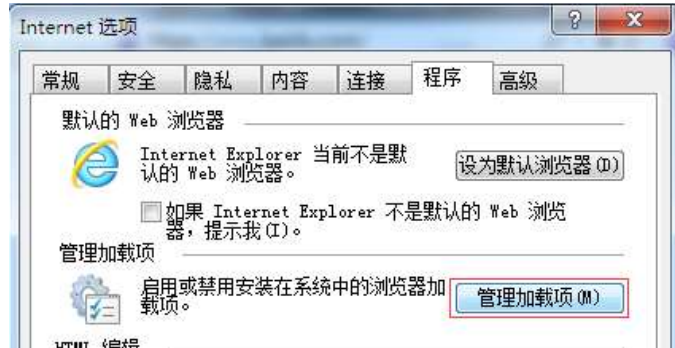 Internet 选项
常规 安全 隐私 内容 连接 程序 高级
默认的 Web 浏览器
Internet Explorer 当前不是默
认的 Web 浏览器。
设为默认浏览器(D)
如果 Internet Explorer 不是默认的 Web 浏览
器，提示我(I)。
管理加载项
启用或禁用安装在系统中的浏览器加
载项。
管理加载项(M)
HTML 编辑